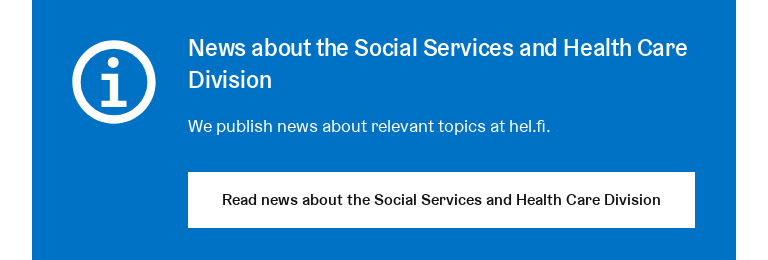 News about the Social Services and Health Care
Division
We publish news about relevant topics at hel.fi.
Read news about the Social Services and Health Care Division